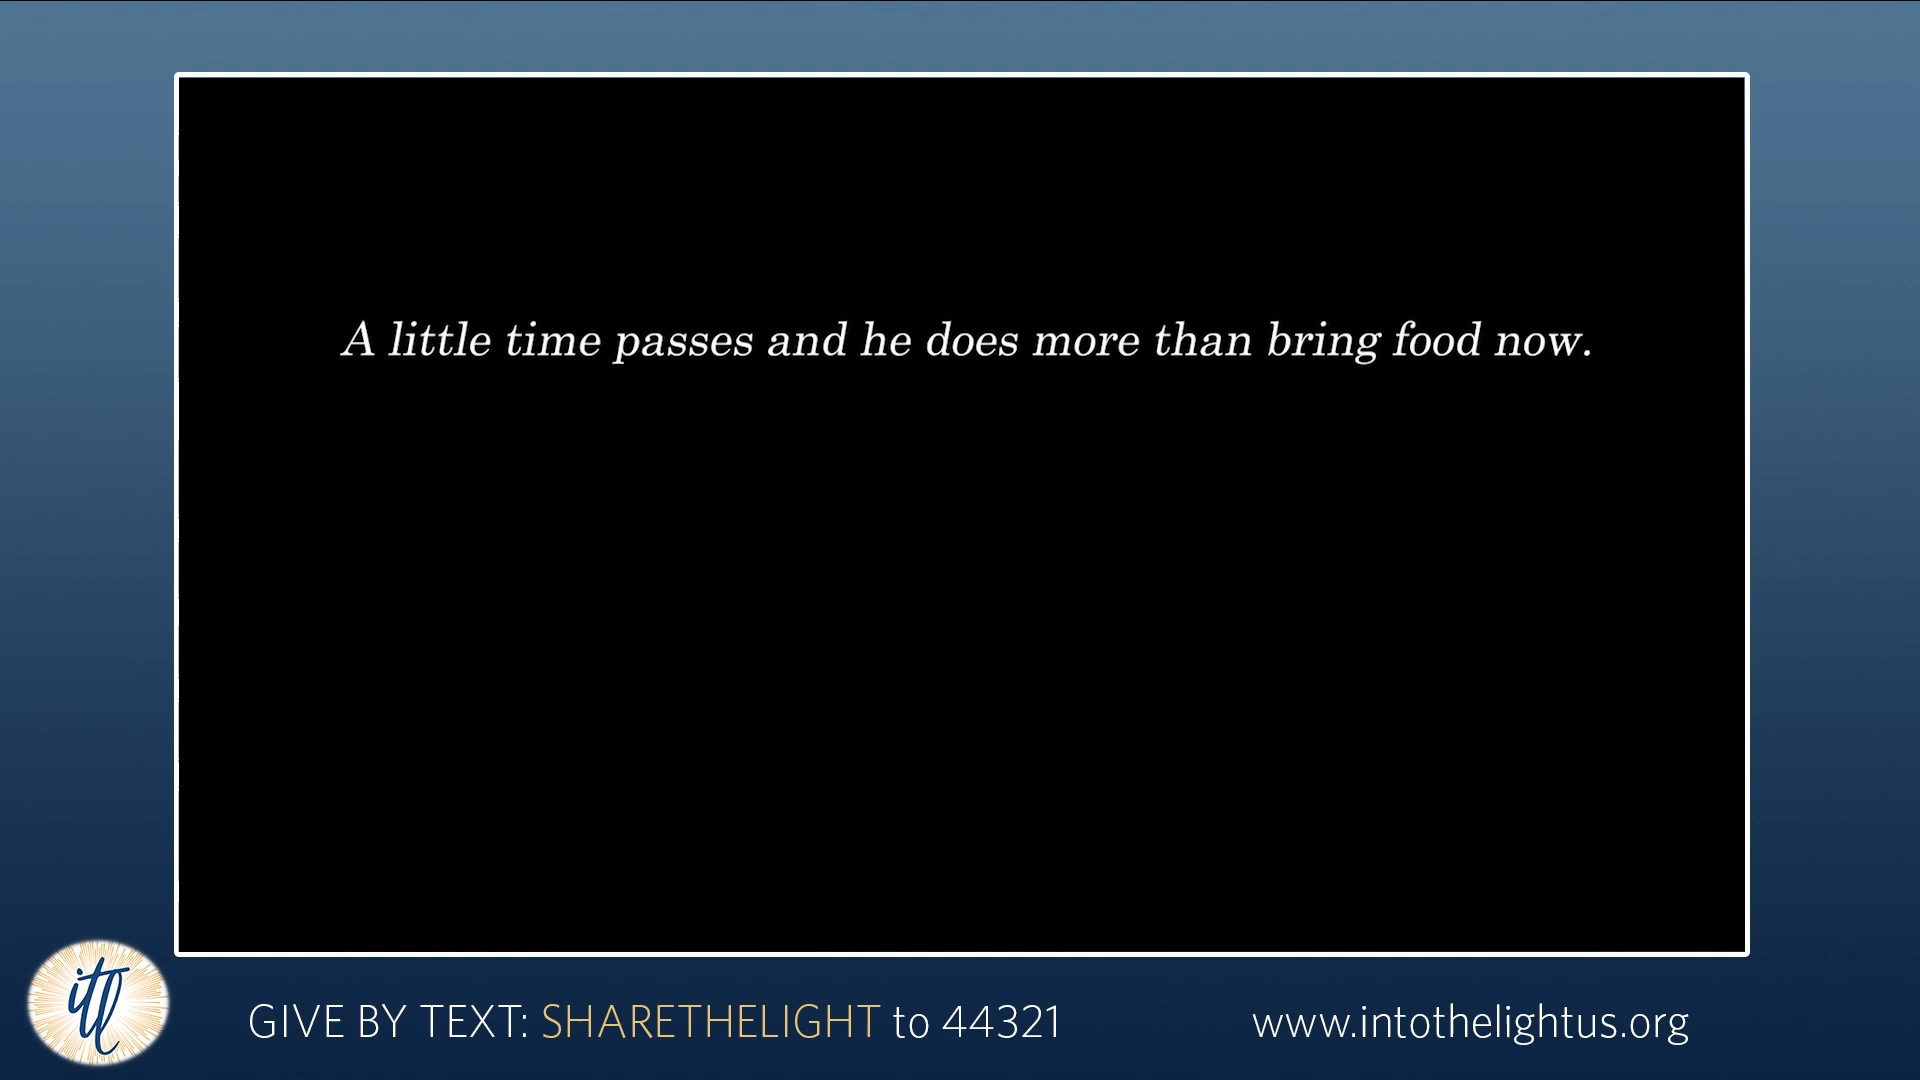 A little time passes and he does more than bring food now.
itl
GIVE BY TEXT: SHARETHELIGHT to 44321
www.intothelightus.org